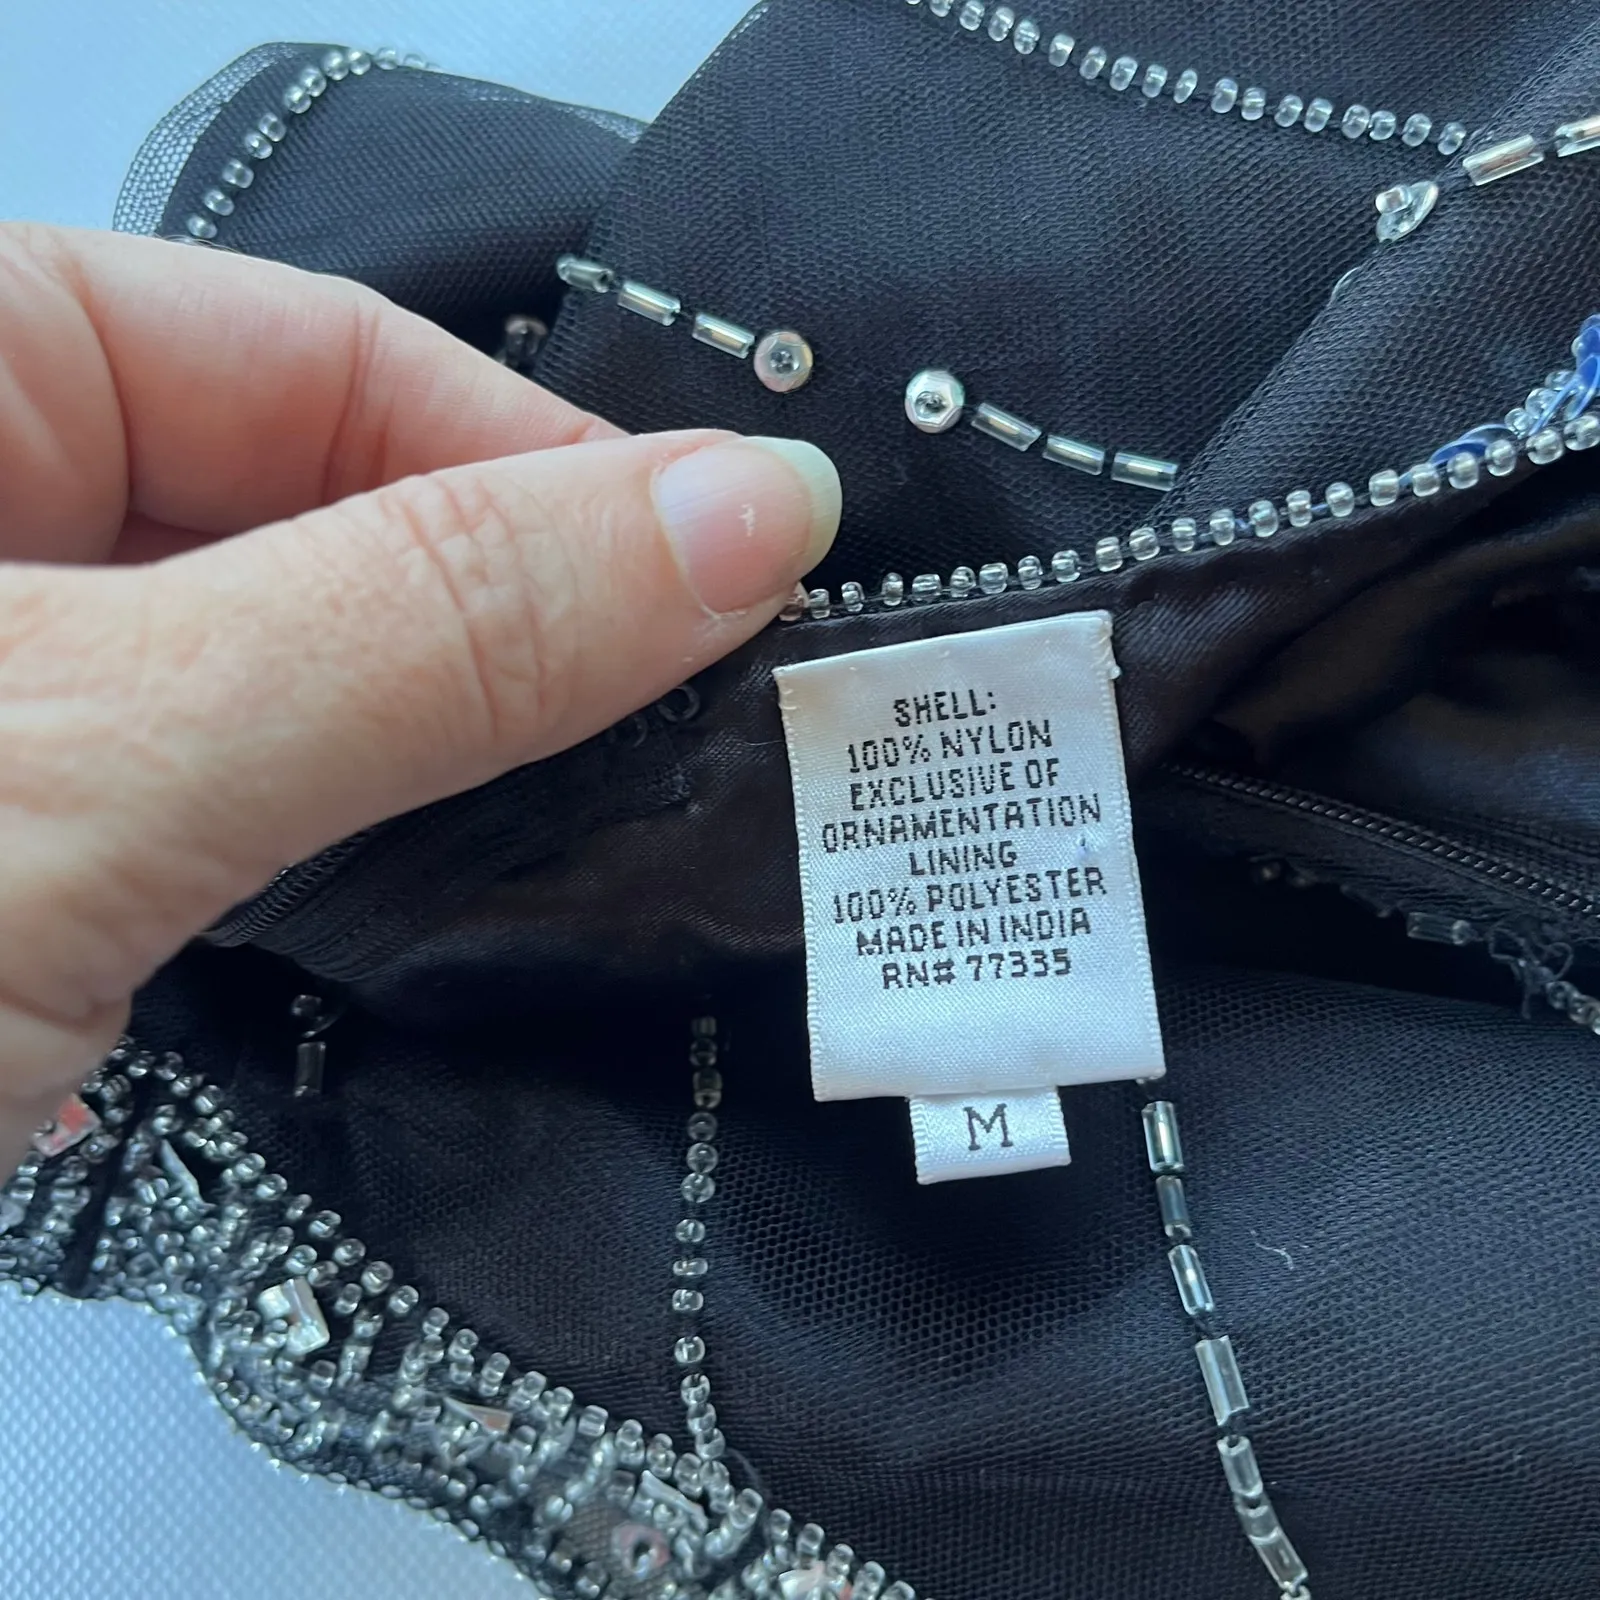 SHELL:
100% NYLON
EXCLUSIVE OF
ORNAMENTATION
LINING
100% POLYESTER
MADE IN INDIA
RN# 77335
M